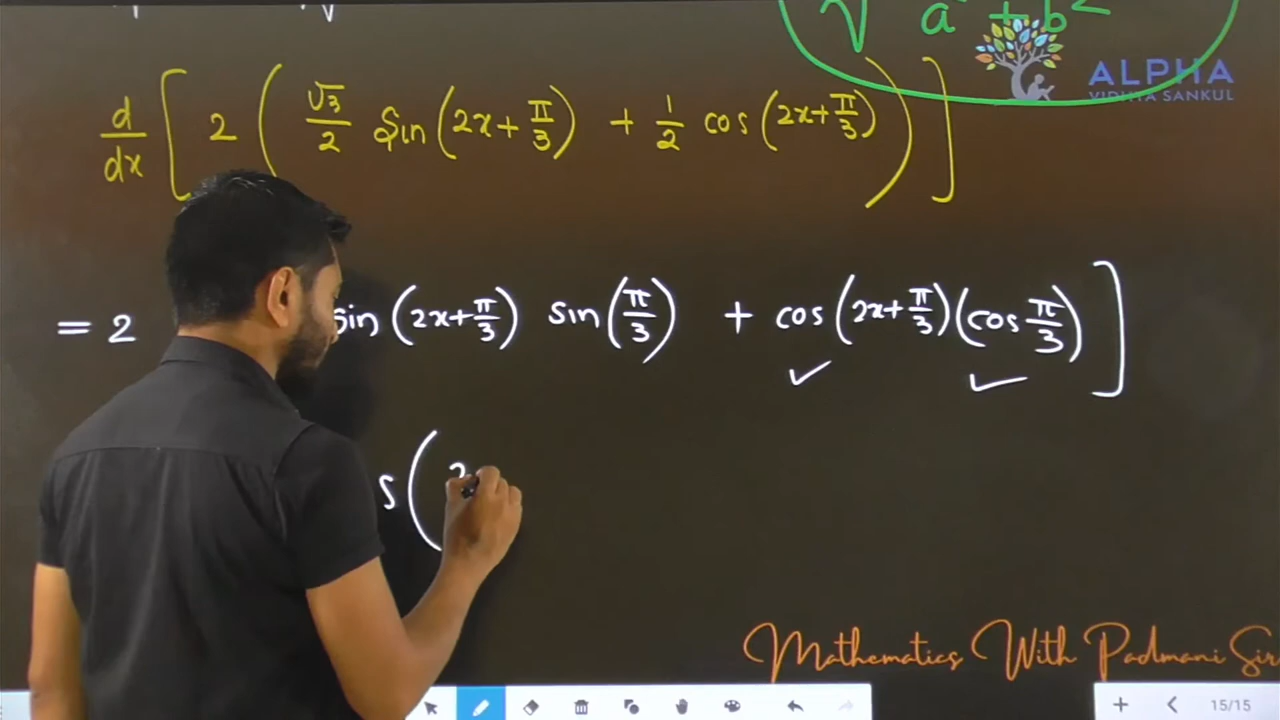 √ a² + b²
ALPHA
VIDHYA SANKUL
d/dx [ 2 ( √3/2 sin(2x+π/3) + 1/2 cos(2x+π/3) ) ]
= 2 sin(2x+π/3) sin(π/3) + cos(2x+π/3)(cos π/3) ]
s( 2
Mathematics With Padmani Sir
15/15